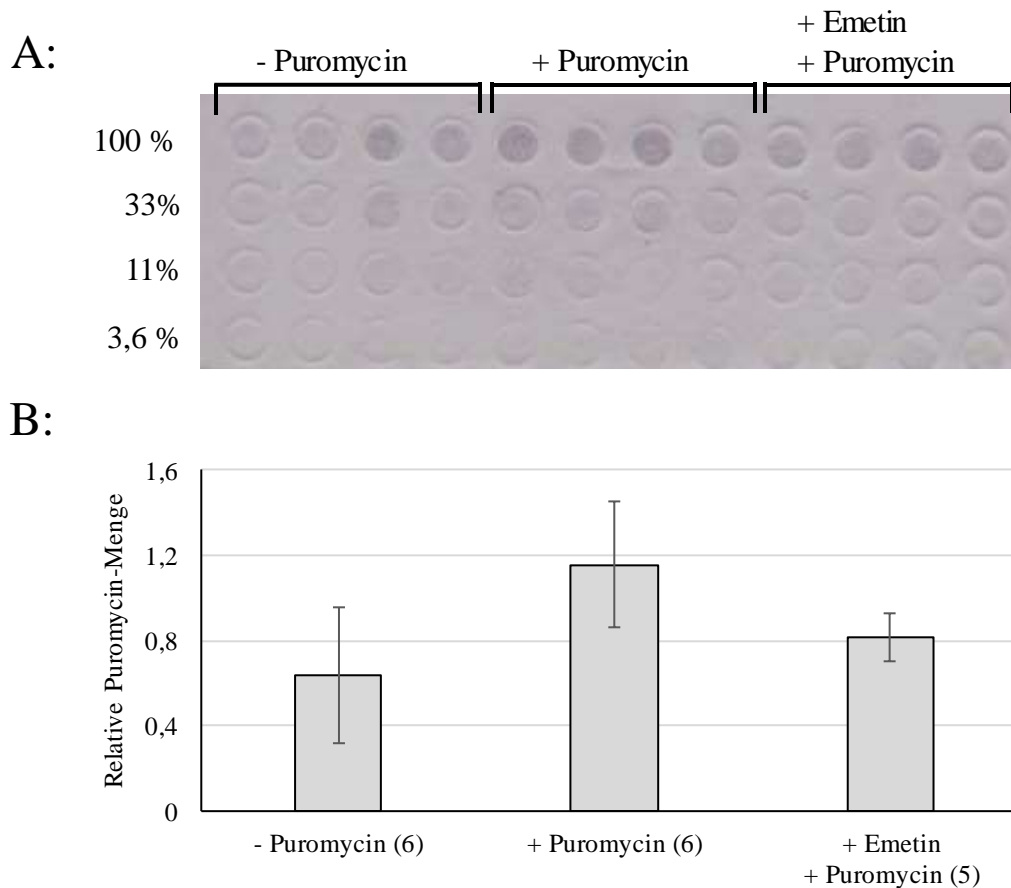 A:
- Puromycin
+ Puromycin
+ Emetin
+ Puromycin
100 %
33%
11%
3,6 %
B:
Relative Puromycin-Menge
1,6
1,2
0,8
0,4
0
- Puromycin (6)
+ Puromycin (6)
+ Emetin
+ Puromycin (5)